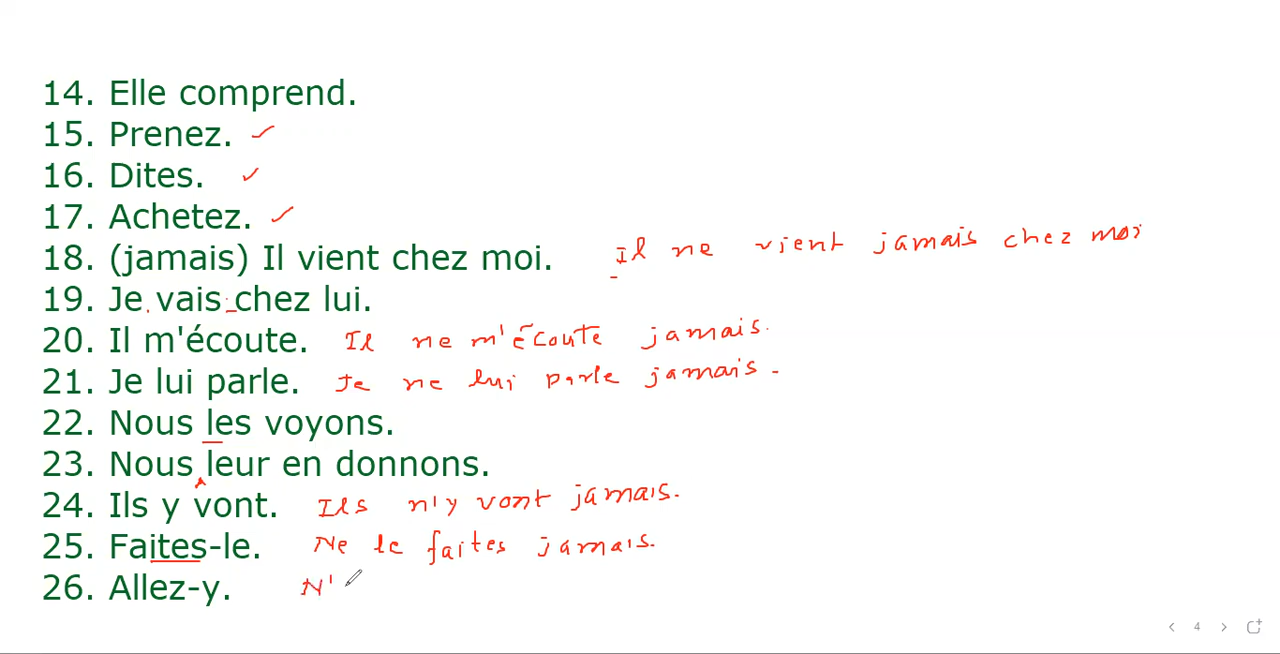 14. Elle comprend.
15. Prenez.
16. Dites.
17. Achetez.
18. (jamais) Il vient chez moi. Il ne vient jamais chez moi
19. Je vais chez lui.
20. Il m'écoute. Il ne m'écoute jamais.
21. Je lui parle. Je ne lui parle jamais.
22. Nous les voyons.
23. Nous leur en donnons.
24. Ils y vont. Ils n'y vont jamais.
25. Faites-le. Ne le faites jamais.
26. Allez-y. N'
4